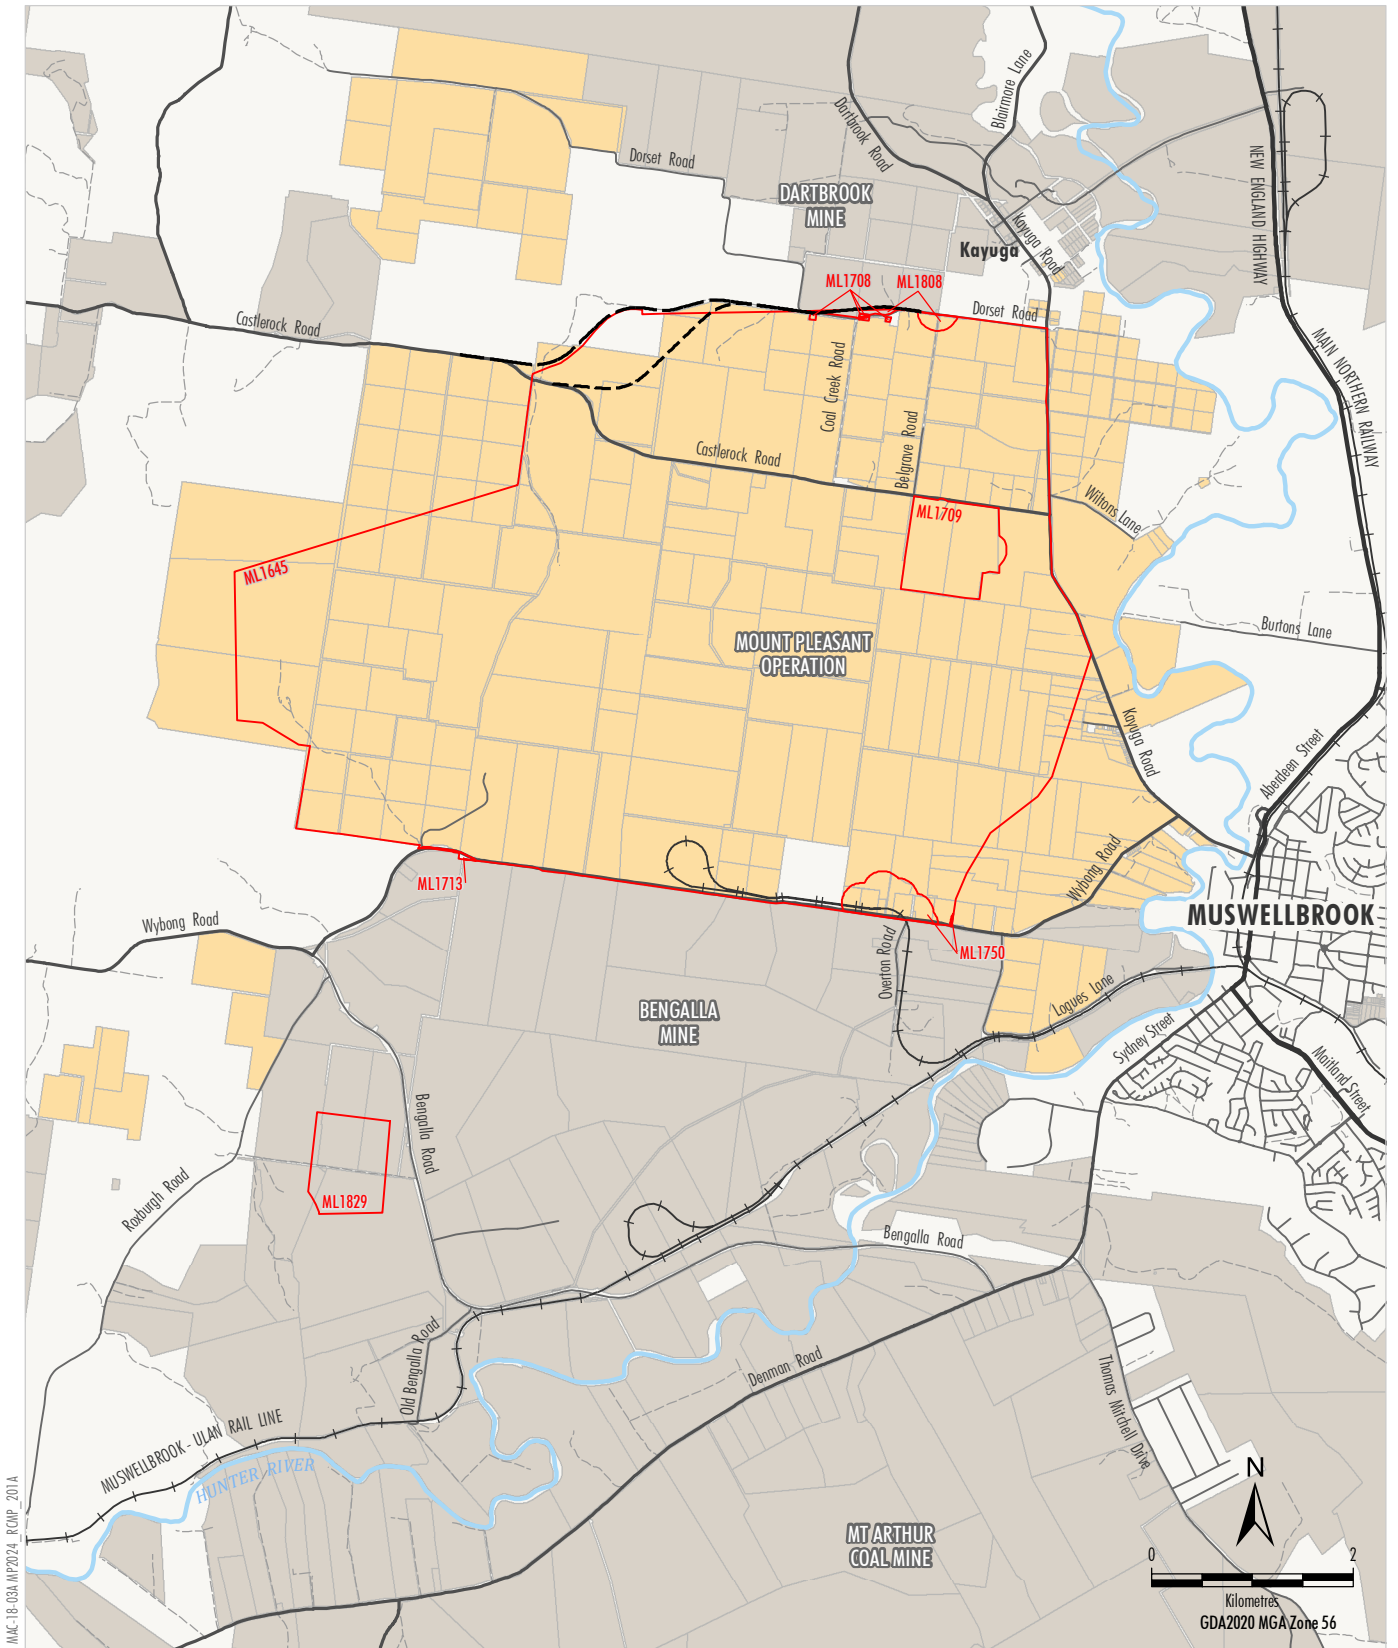 Blairmore Lane
Dartbrook Road
Dorset Road
NEW ENGLAND HIGHWAY
DARTBROOK
MINE
Kayuga Road
Kayuga
ML1708
ML1808
Dorset Road
Castlerock Road
MAIN NORTHERN RAILWAY
Coal Creek Road
Belgrave Road
Castlerock Road
Wiltons Lane
ML1709
ML1645
Burtons Lane
MOUNT PLEASANT
OPERATION
Kayuga Road
Aberdeen Street
Wybong Road
ML1713
MUSWELLBROOK
Wybong Road
ML1750
Overton Road
Logues Lane
BENGALLA
MINE
Sydney Street
Maitland Street
Bengalla Road
Roxburgh Road
ML1829
Bengalla Road
Old Bengalla Road
Denman Road
Thomas Mitchell Drive
MUSWELLBROOK - ULAN RAIL LINE
HUNTER RIVER
N
MT ARTHUR
COAL MINE
0 2
Kilometres
GDA2020 MGA Zone 56
MAC-18-03A MP2024 RCMP_201A